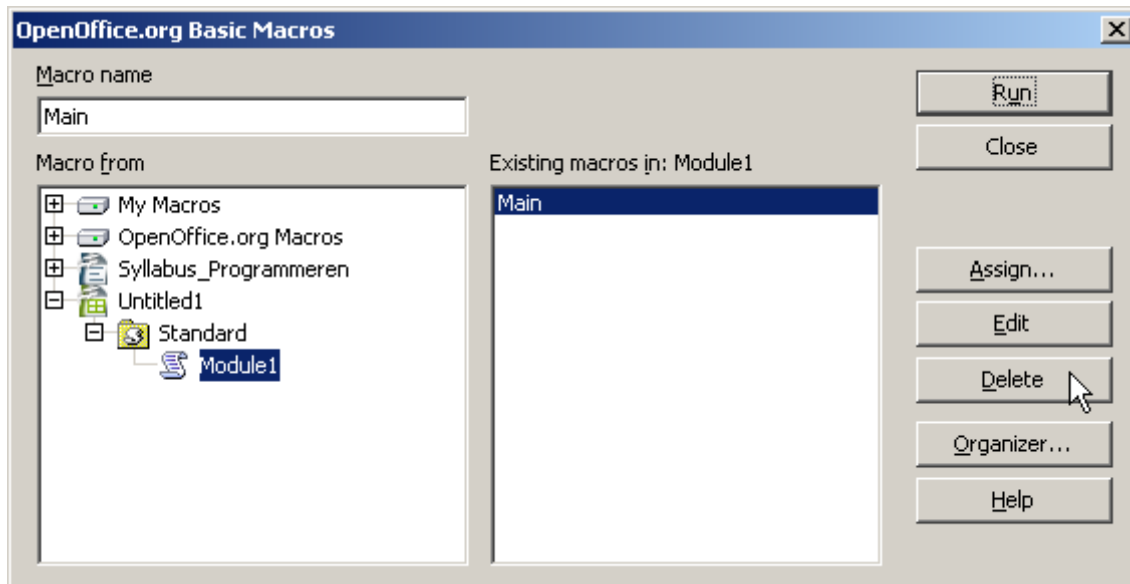 OpenOffice.org Basic Macros
Macro name
Main
Macro from
My Macros
OpenOffice.org Macros
Syllabus_Programmeren
Untitled1
Standard
Module1
Existing macros in: Module1
Main
Run
Close
Assign...
Edit
Delete
Organizer...
Help